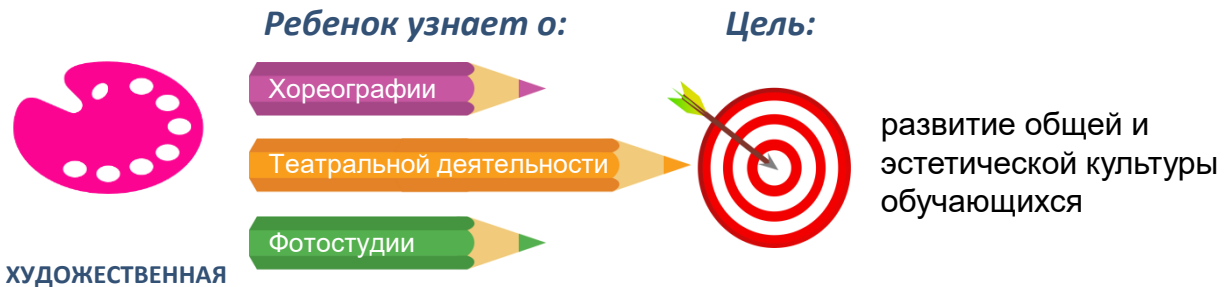 Ребенок узнает о:
Цель:
Хореографии
Театральной деятельности
Фотостудии
развитие общей и
эстетической культуры
обучающихся
ХУДОЖЕСТВЕННАЯ